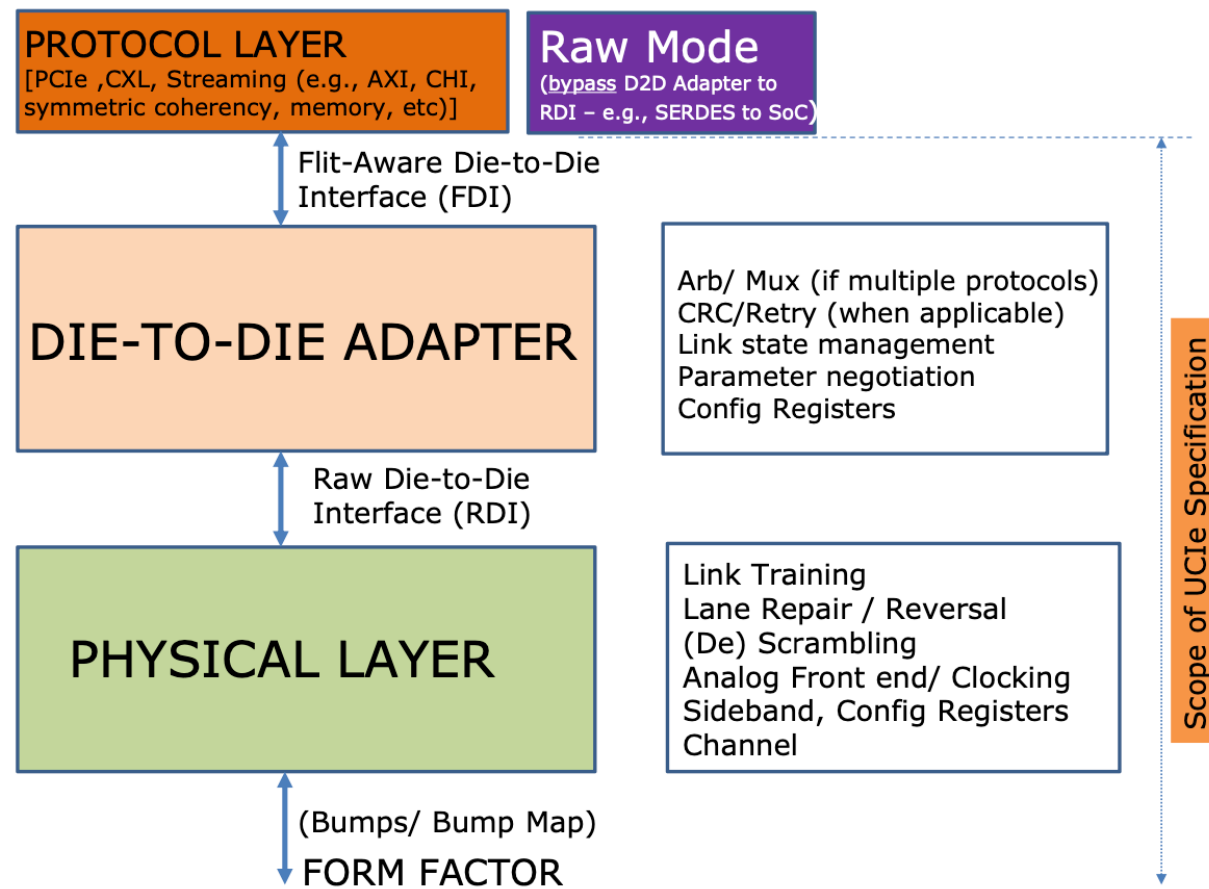 PROTOCOL LAYER
[PCIe ,CXL, Streaming (e.g., AXI, CHI,
symmetric coherency, memory, etc)]
Raw Mode
(bypass D2D Adapter to
RDI – e.g., SERDES to SoC)
Flit-Aware Die-to-Die
Interface (FDI)
DIE-TO-DIE ADAPTER
Arb/ Mux (if multiple protocols)
CRC/Retry (when applicable)
Link state management
Parameter negotiation
Config Registers
Raw Die-to-Die
Interface (RDI)
PHYSICAL LAYER
Link Training
Lane Repair / Reversal
(De) Scrambling
Analog Front end/ Clocking
Sideband, Config Registers
Channel
(Bumps/ Bump Map)
FORM FACTOR
Scope of UCIe Specification